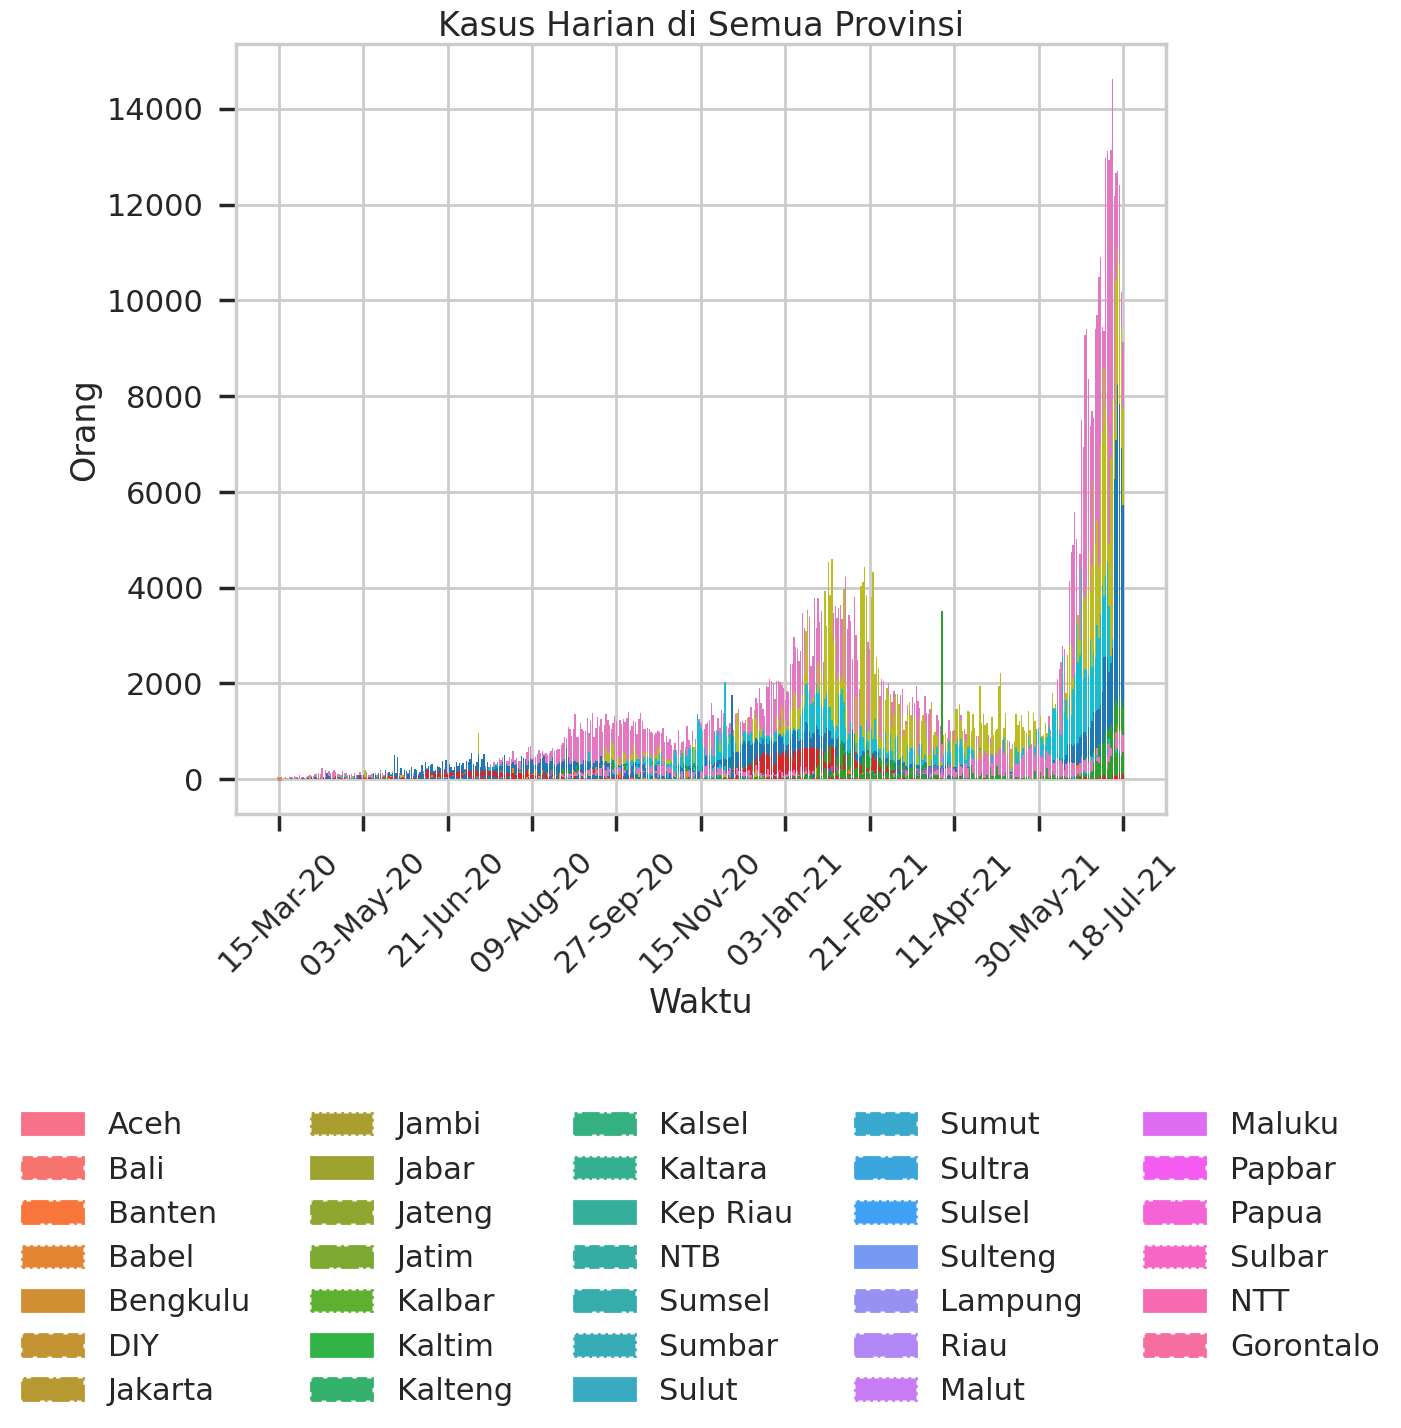 Kasus Harian di Semua Provinsi
14000
12000
10000
8000
6000
4000
2000
0
Orang
15-Mar-20
03-May-20
21-Jun-20
09-Aug-20
27-Sep-20
15-Nov-20
03-Jan-21
21-Feb-21
11-Apr-21
30-May-21
18-Jul-21
Waktu
Aceh
Bali
Banten
Babel
Bengkulu
DIY
Jakarta
Jambi
Jabar
Jateng
Jatim
Kalbar
Kaltim
Kalteng
Kalsel
Kaltara
Kep Riau
NTB
Sumsel
Sumbar
Sulut
Sumut
Sultra
Sulsel
Sulteng
Lampung
Riau
Malut
Maluku
Papbar
Papua
Sulbar
NTT
Gorontalo